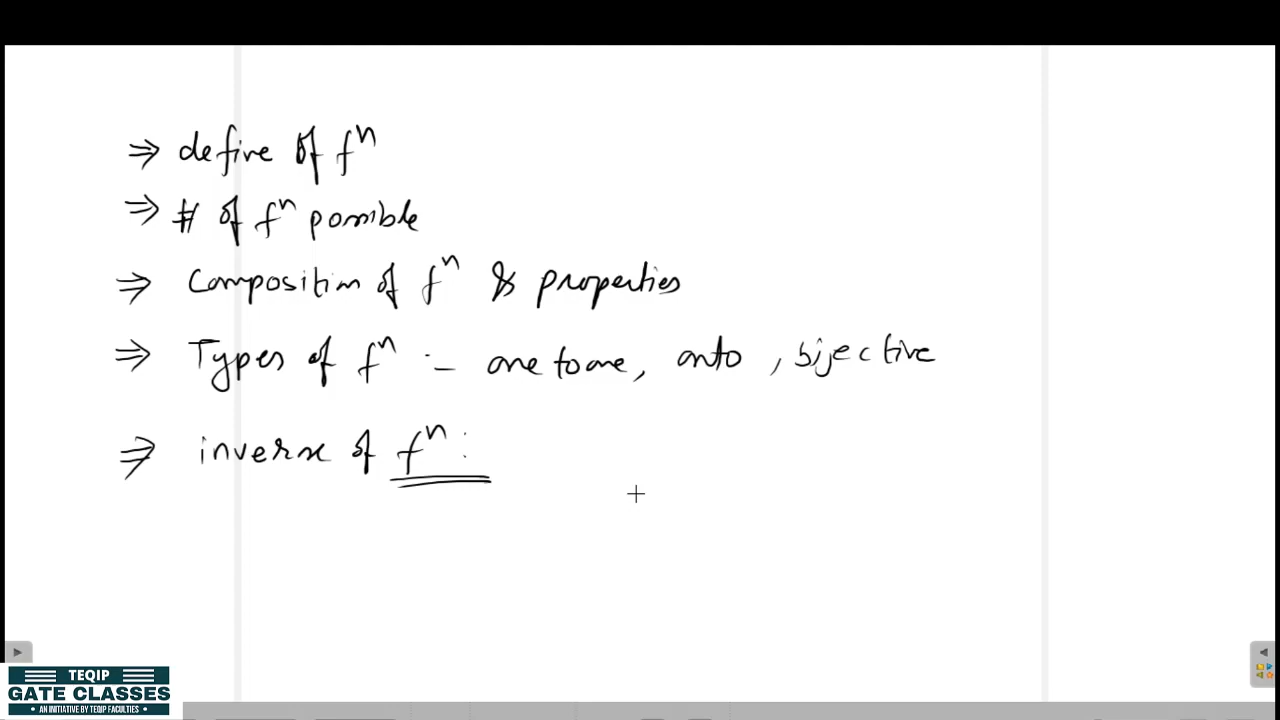 ⇒ define of fⁿ
⇒ # of fⁿ possible
⇒ Composition of fⁿ & properties
⇒ Types of fⁿ :- one to one, onto, bijective
⇒ inverse of fⁿ :
TEQIP
GATE CLASSES
• AN INITIATIVE BY TEQIP FACULTIES •